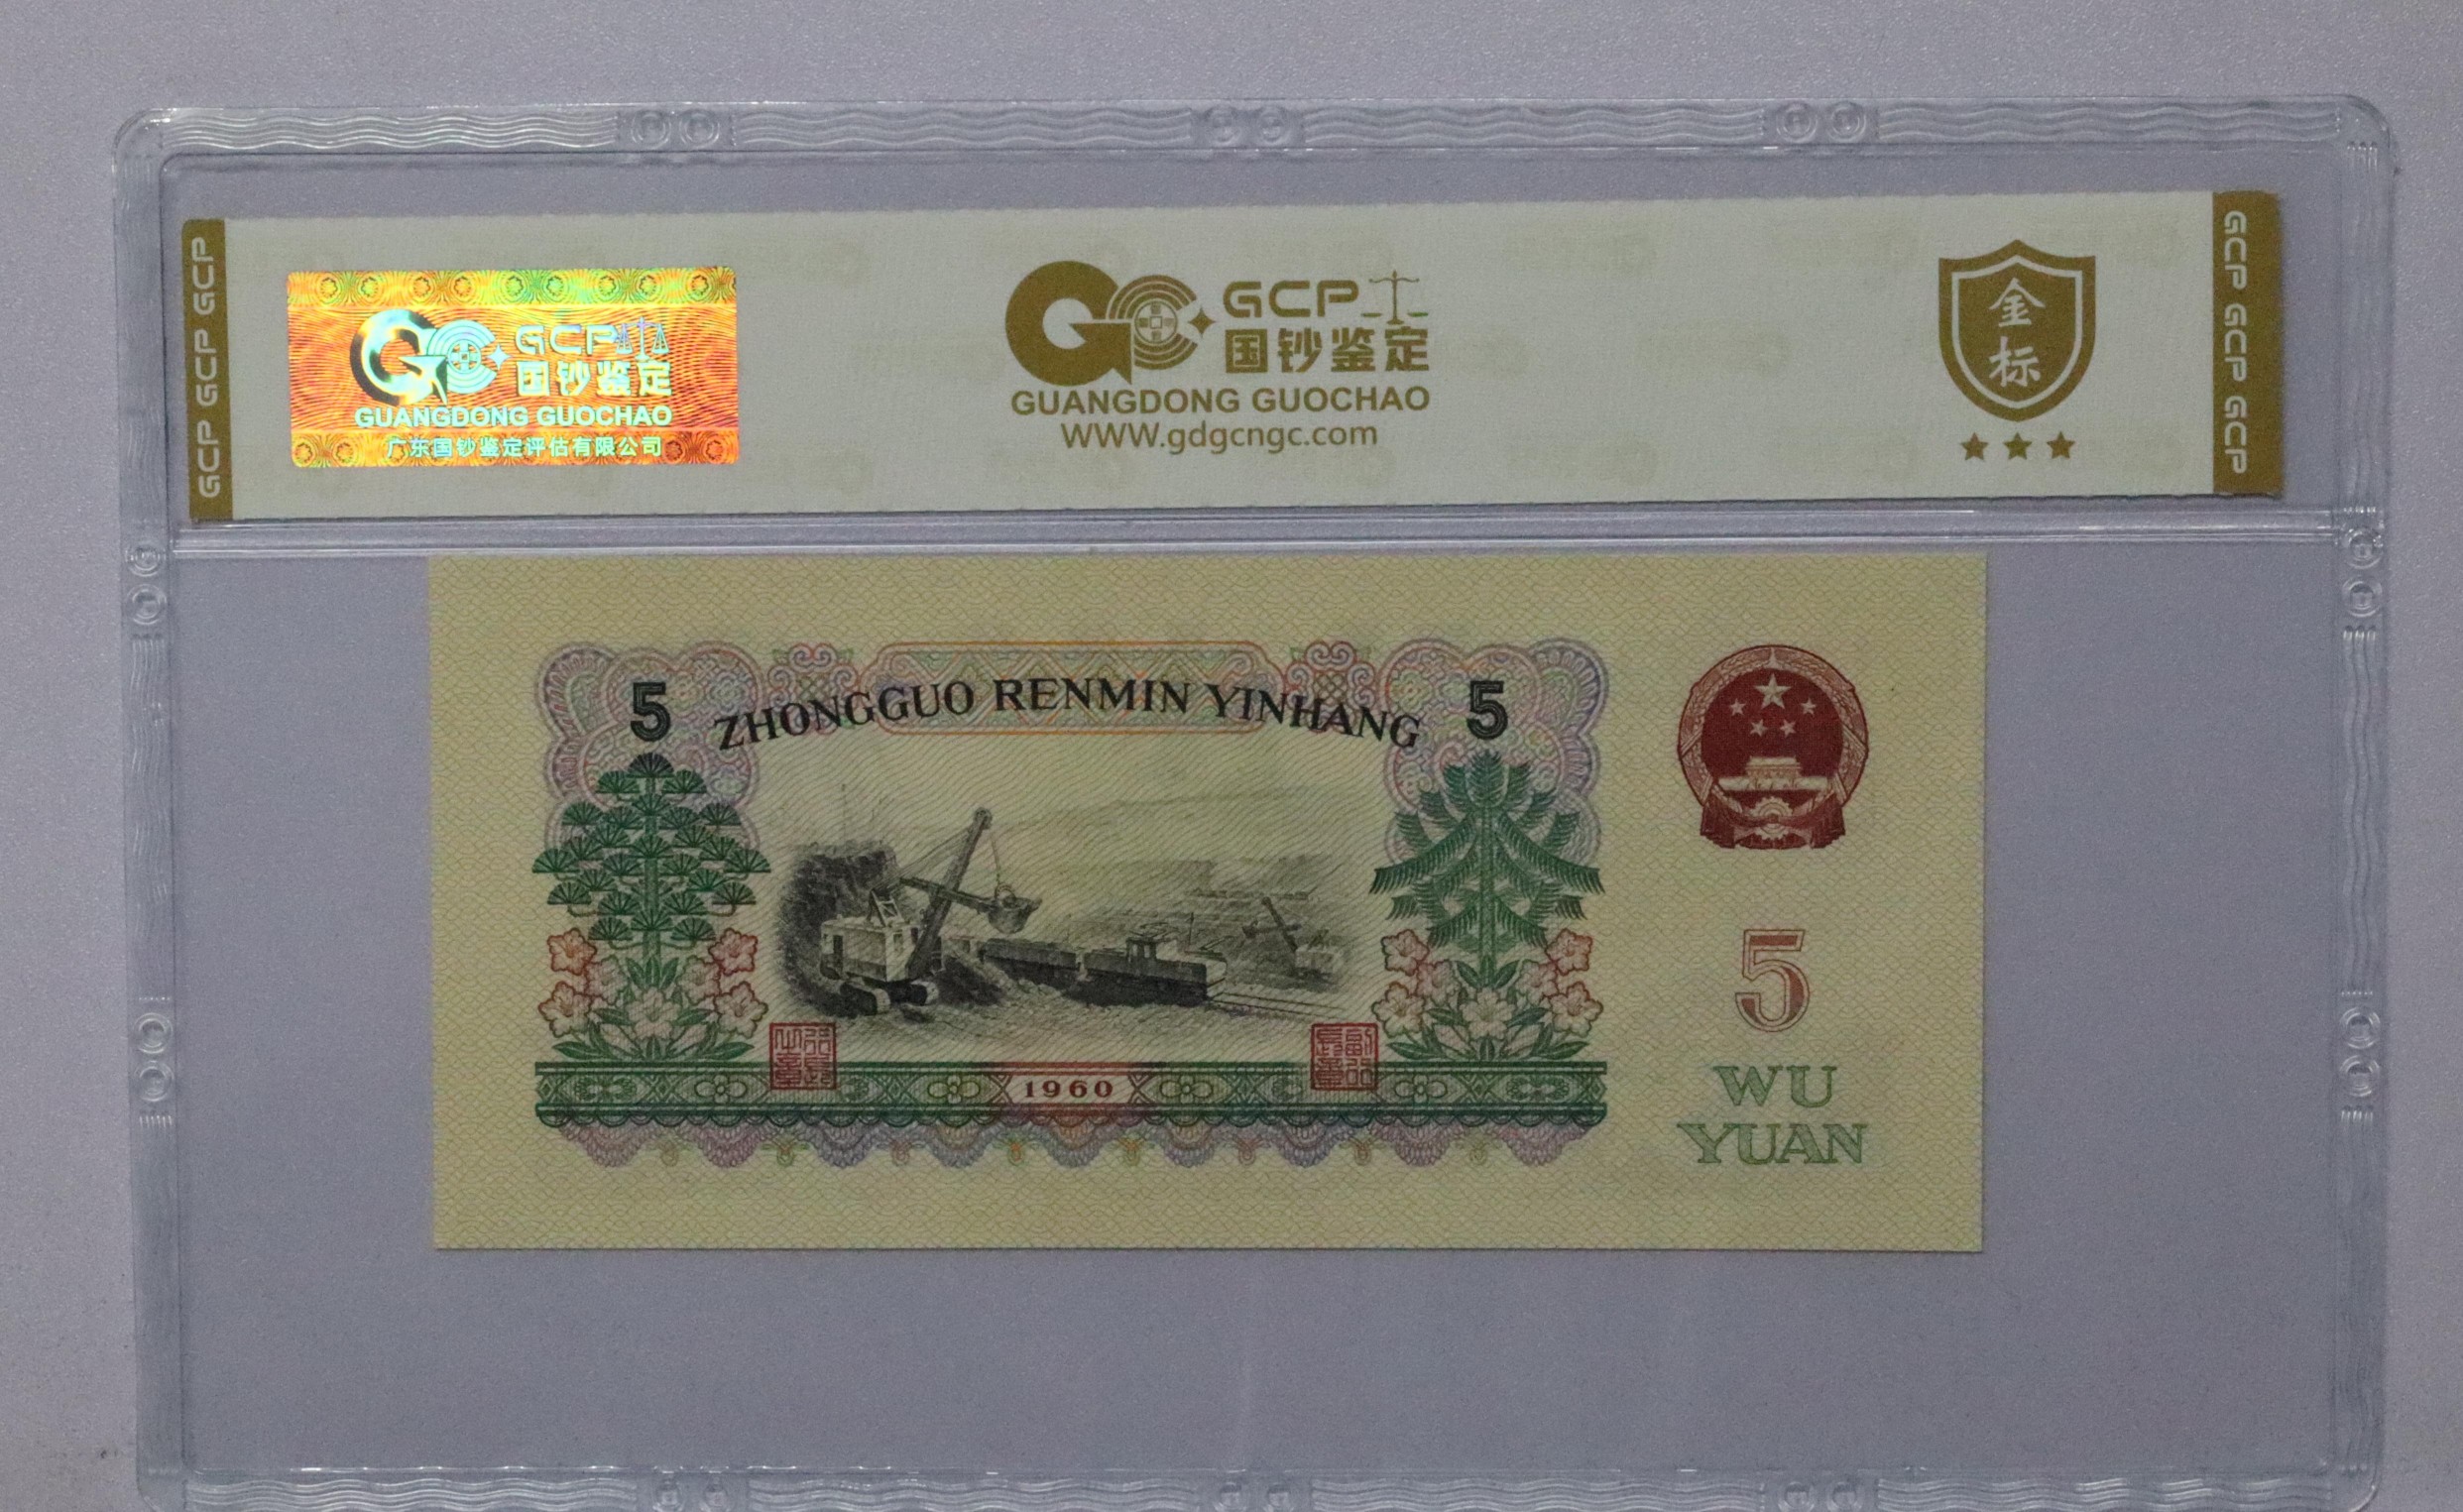 GCP GCP GCP
GCP
国钞鉴定
GUANGDONG GUOCHAO
广东国钞鉴定评估有限公司
GCP
国钞鉴定
GUANGDONG GUOCHAO
WWW.gdgcngc.com
金
标
GCP GCP GCP
5 ZHONGGUO RENMIN YINHANG 5
5
1960
WU
YUAN